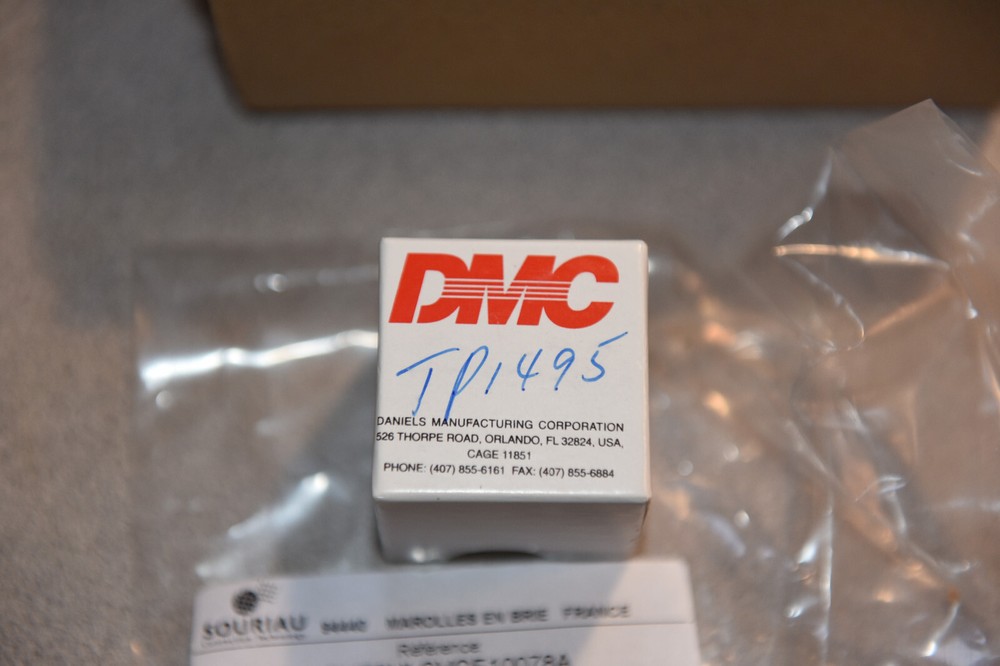 DMC
TP1495
DANIELS MANUFACTURING CORPORATION
526 THORPE ROAD, ORLANDO, FL 32824, USA,
CAGE 11851
PHONE: (407) 855-6161 FAX: (407) 855-6884
SOURIAU
MAROLLES EN BRIE FRANCE
Référence